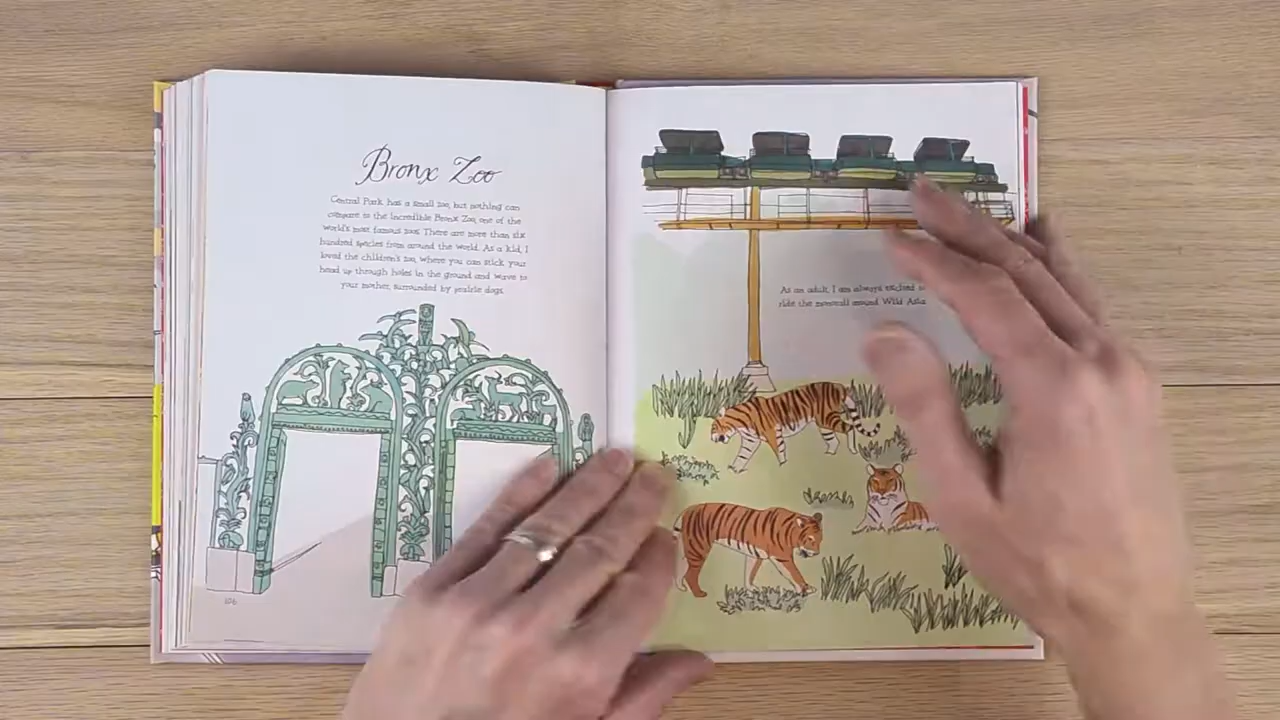 Bronx Zoo
Central Park has a small zoo, but nothing can
compare to the incredible Bronx Zoo, one of the
world's most famous zoos. There are more than six
hundred species from around the world. As a kid, I
loved the children's zoo, where you can stick your
head up through holes in the ground and wave to
your mother, surrounded by prairie dogs.
As an adult, I am always excited
ride the monorail around Wild Asia